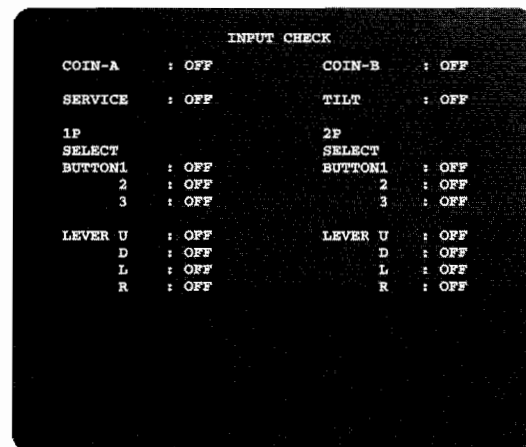 INPUT CHECK
COIN-A : OFF COIN-B : OFF
SERVICE : OFF TILT : OFF
1P 2P
SELECT SELECT
BUTTON1 : OFF BUTTON1 : OFF
2 : OFF 2 : OFF
3 : OFF 3 : OFF
LEVER U : OFF LEVER U : OFF
D : OFF D : OFF
L : OFF L : OFF
R : OFF R : OFF